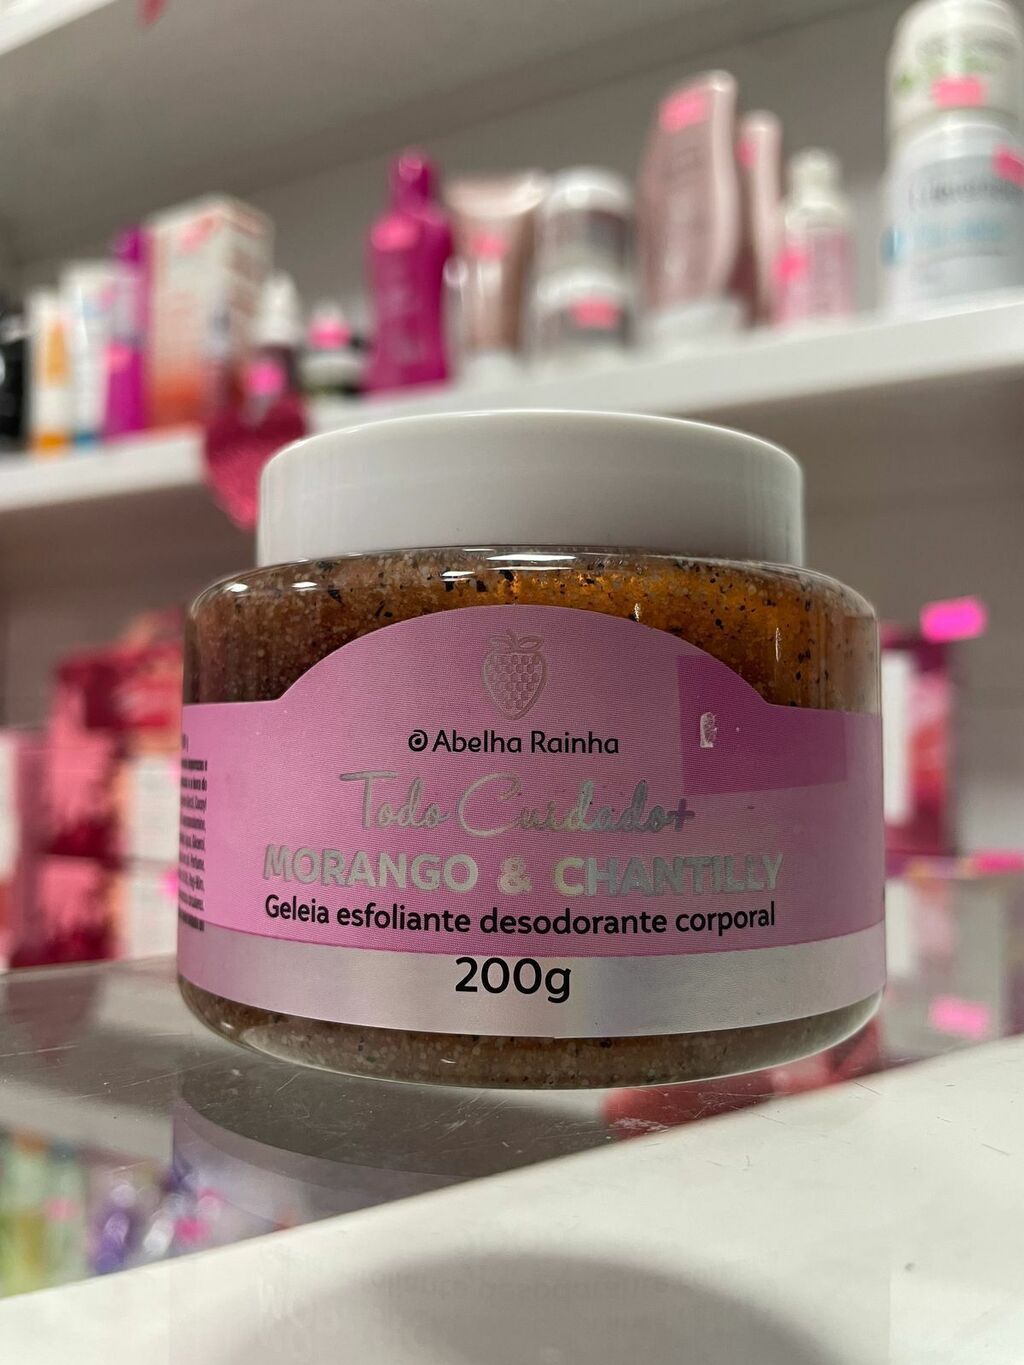 Abelha Rainha
Todo Cuidado+
MORANGO & CHANTILLY
Geleia esfoliante desodorante corporal
200g